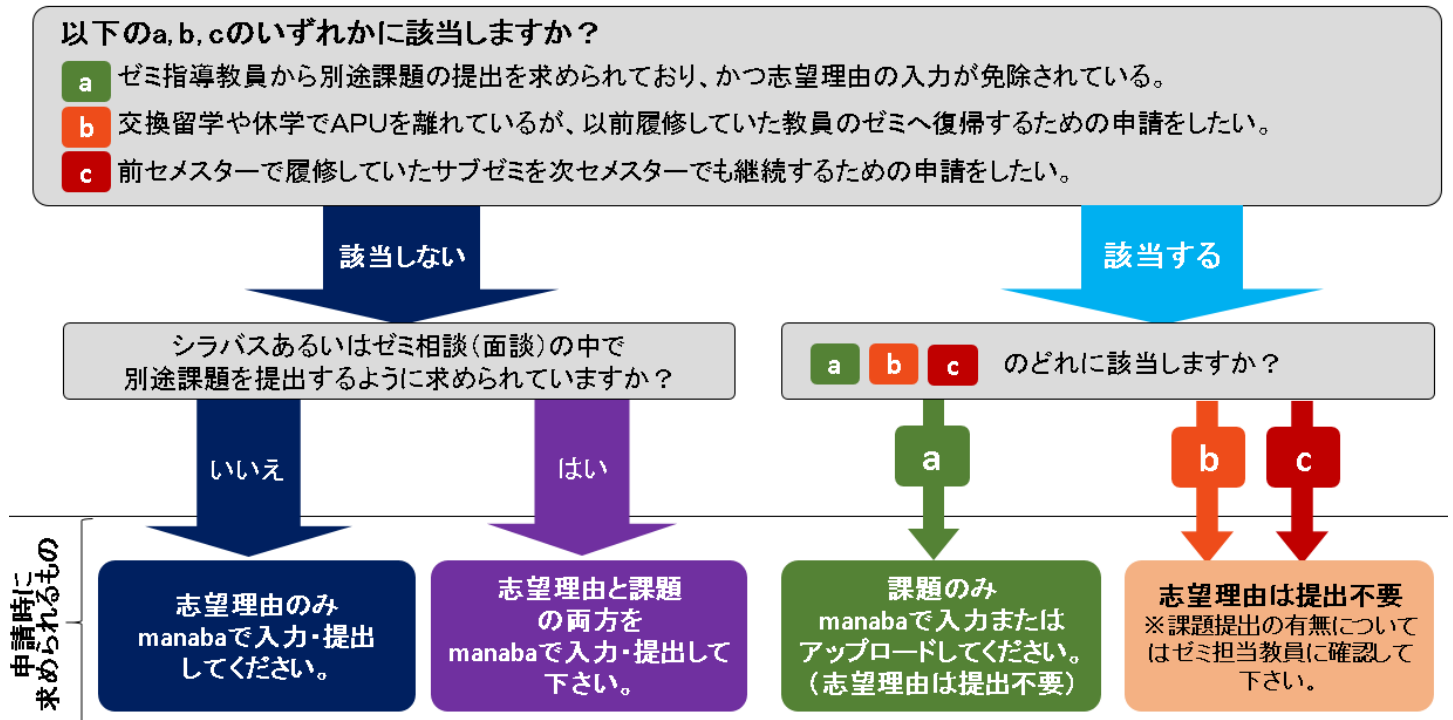 以下のa, b, cのいずれかに該当しますか？
a ゼミ指導教員から別途課題の提出を求められており、かつ志望理由の入力が免除されている。
b 交換留学や休学でAPUを離れているが、以前履修していた教員のゼミへ復帰するための申請をしたい。
c 前セメスターで履修していたサブゼミを次セメスターでも継続するための申請をしたい。
該当しない
該当する
シラバスあるいはゼミ相談（面談）の中で
別途課題を提出するように求められていますか？
a b c のどれに該当しますか？
いいえ
はい
a
b
c
申請時に
求められるもの
志望理由のみ
manabaで入力・提出
してください。
志望理由と課題
の両方を
manabaで入力・提出して
下さい。
課題のみ
manabaで入力または
アップロードしてください。
（志望理由は提出不要）
志望理由は提出不要
※課題提出の有無について
はゼミ担当教員に確認して
下さい。